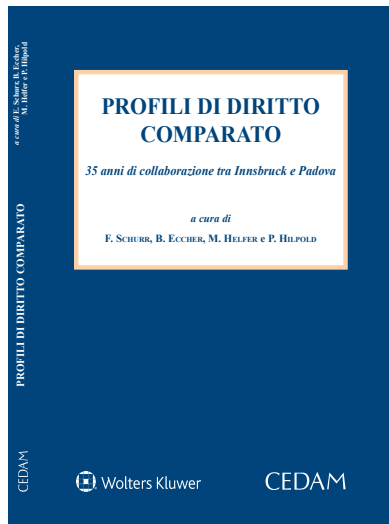 a cura di E. Schurr, B. Eccher,
M. Helfer e P. Hilpold
PROFILI DI DIRITTO COMPARATO
CEDAM
PROFILI DI DIRITTO
COMPARATO
35 anni di collaborazione tra Innsbruck e Padova
a cura di
F. SCHURR, B. ECCHER, M. HELFER e P. HILPOLD
Wolters Kluwer
CEDAM